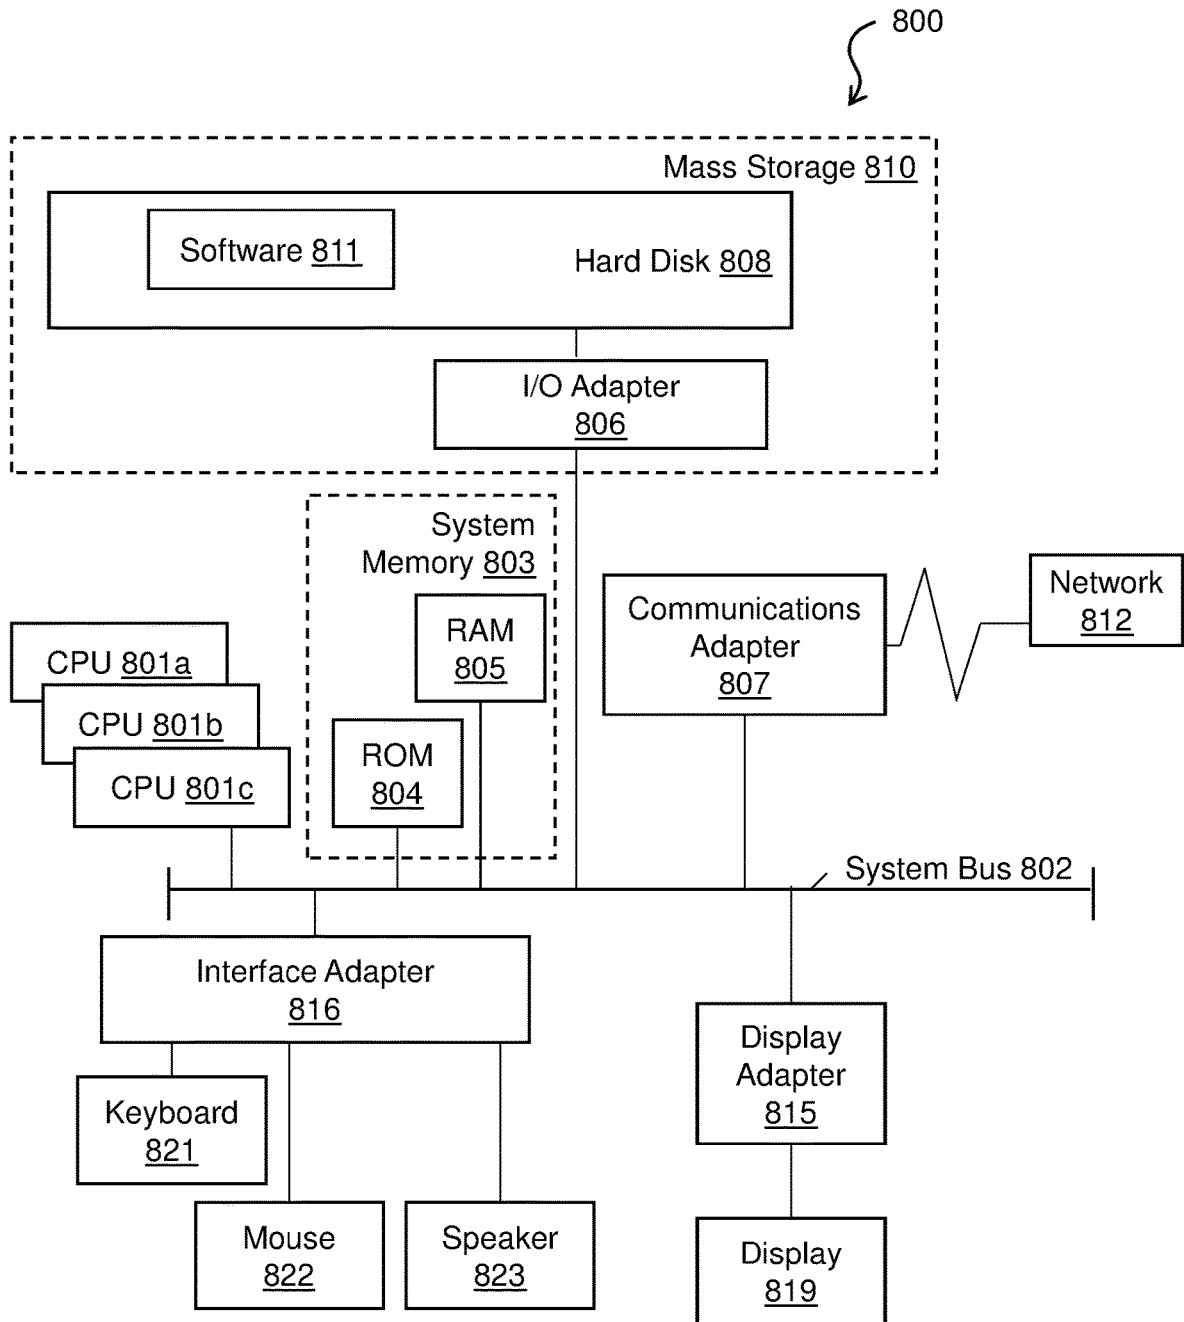 800
Mass Storage 810
Software 811
Hard Disk 808
I/O Adapter
806
System
Memory 803
RAM
805
ROM
804
CPU 801a
CPU 801b
CPU 801c
Communications
Adapter
807
Network
812
System Bus 802
Interface Adapter
816
Display
Adapter
815
Keyboard
821
Mouse
822
Speaker
823
Display
819